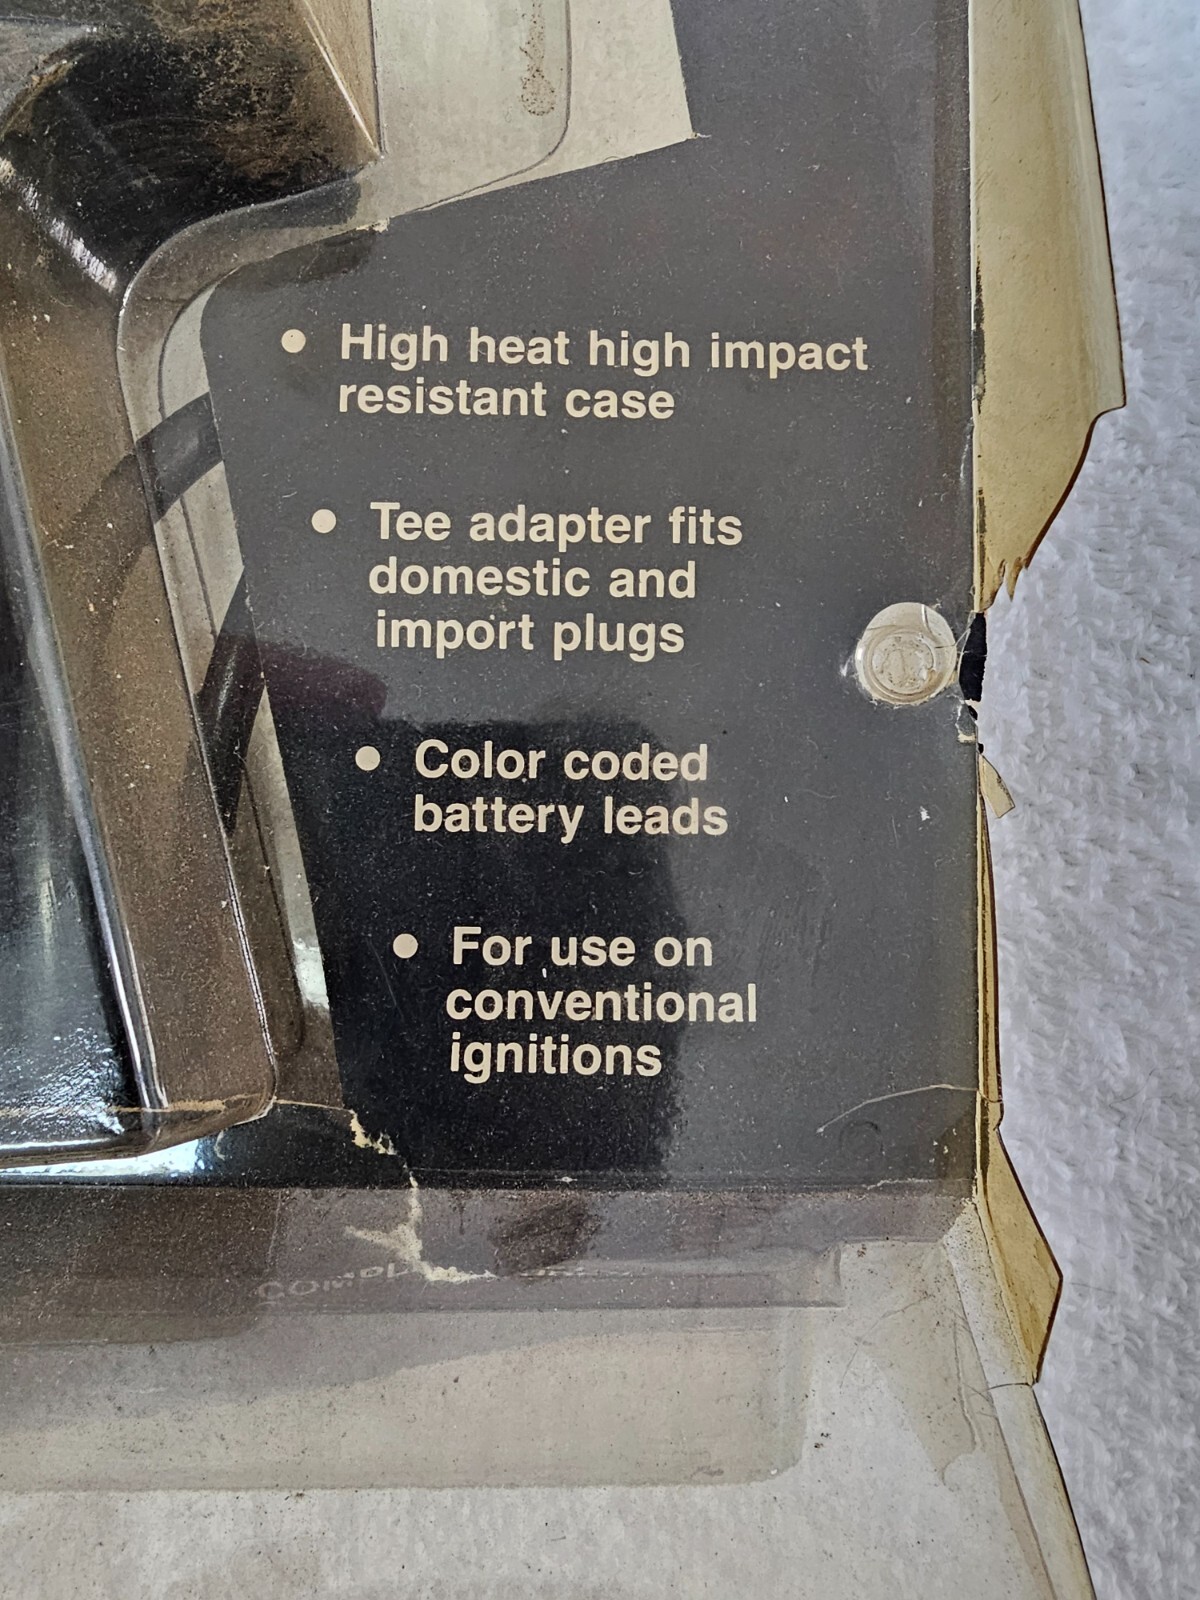 • High heat high impact
resistant case
• Tee adapter fits
domestic and
import plugs
• Color coded
battery leads
• For use on
conventional
ignitions